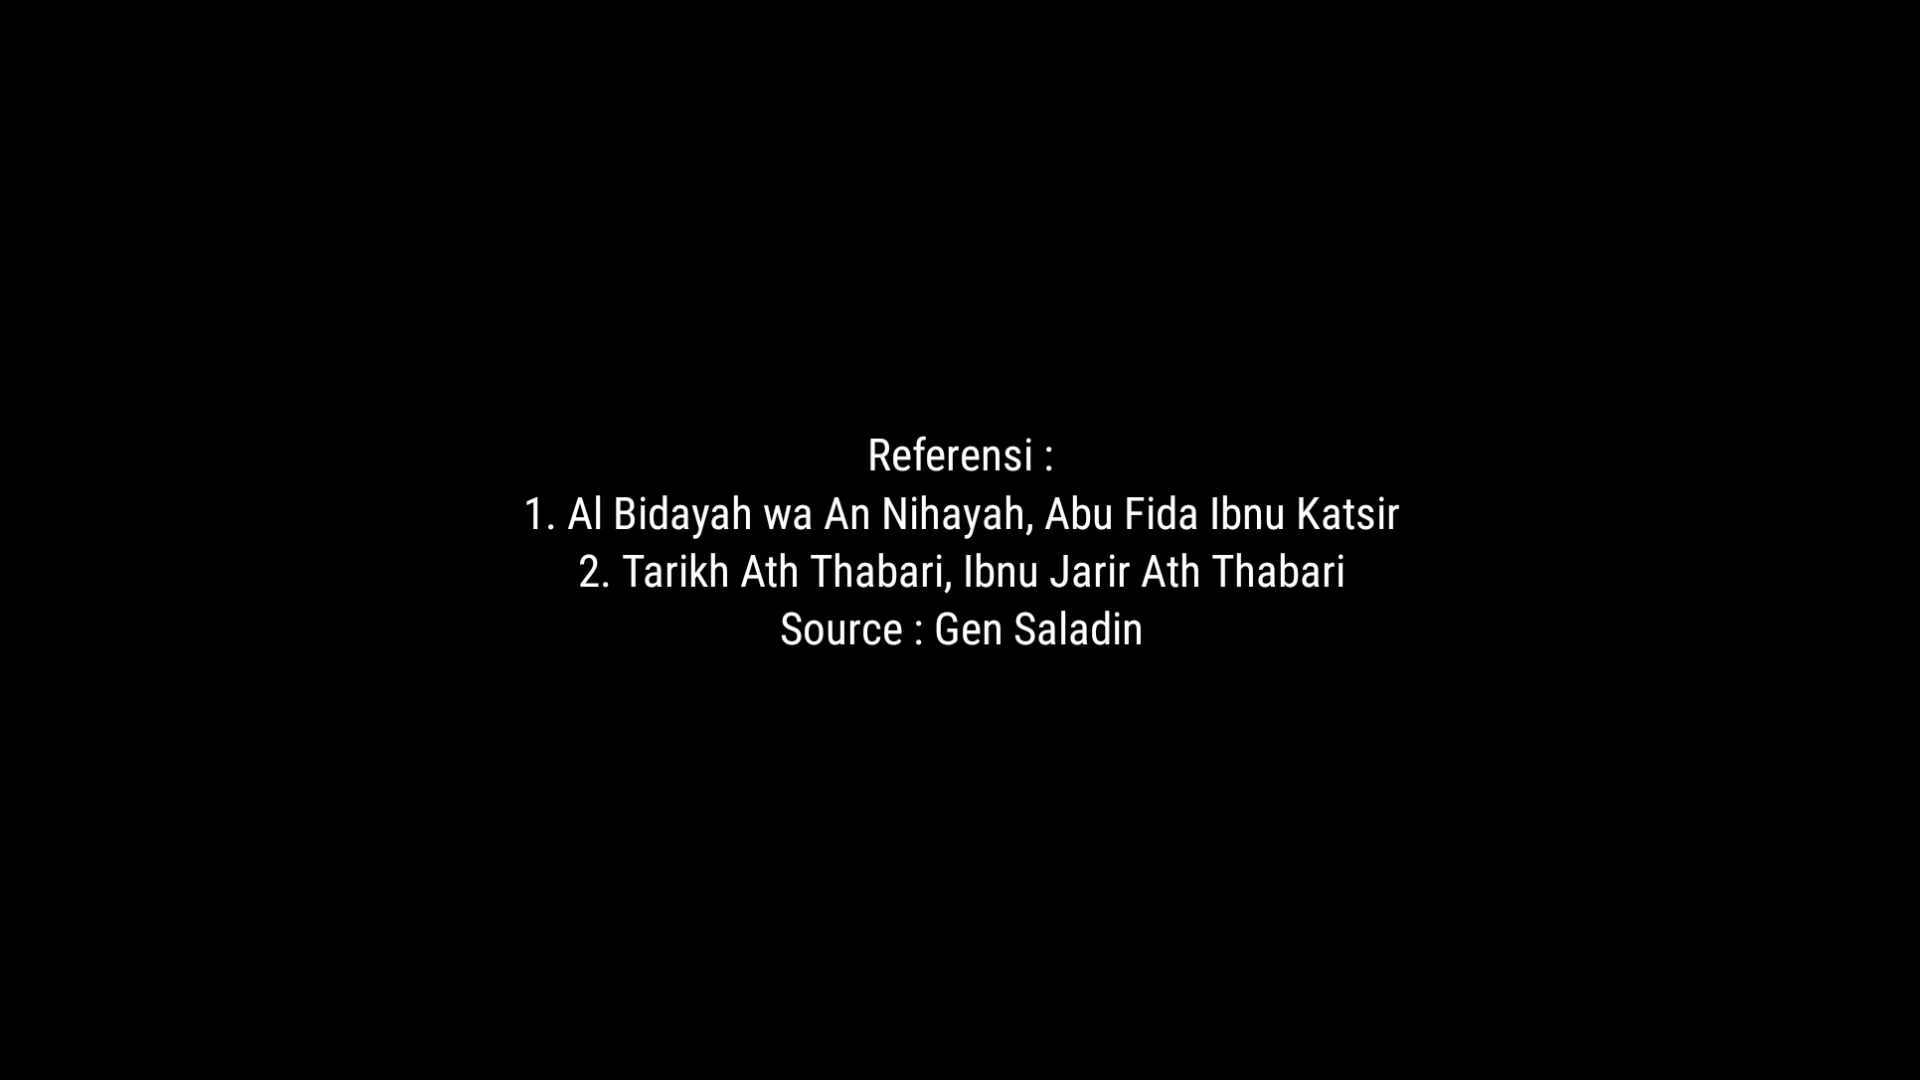 Referensi :
1. Al Bidayah wa An Nihayah, Abu Fida Ibnu Katsir
2. Tarikh Ath Thabari, Ibnu Jarir Ath Thabari
Source : Gen Saladin